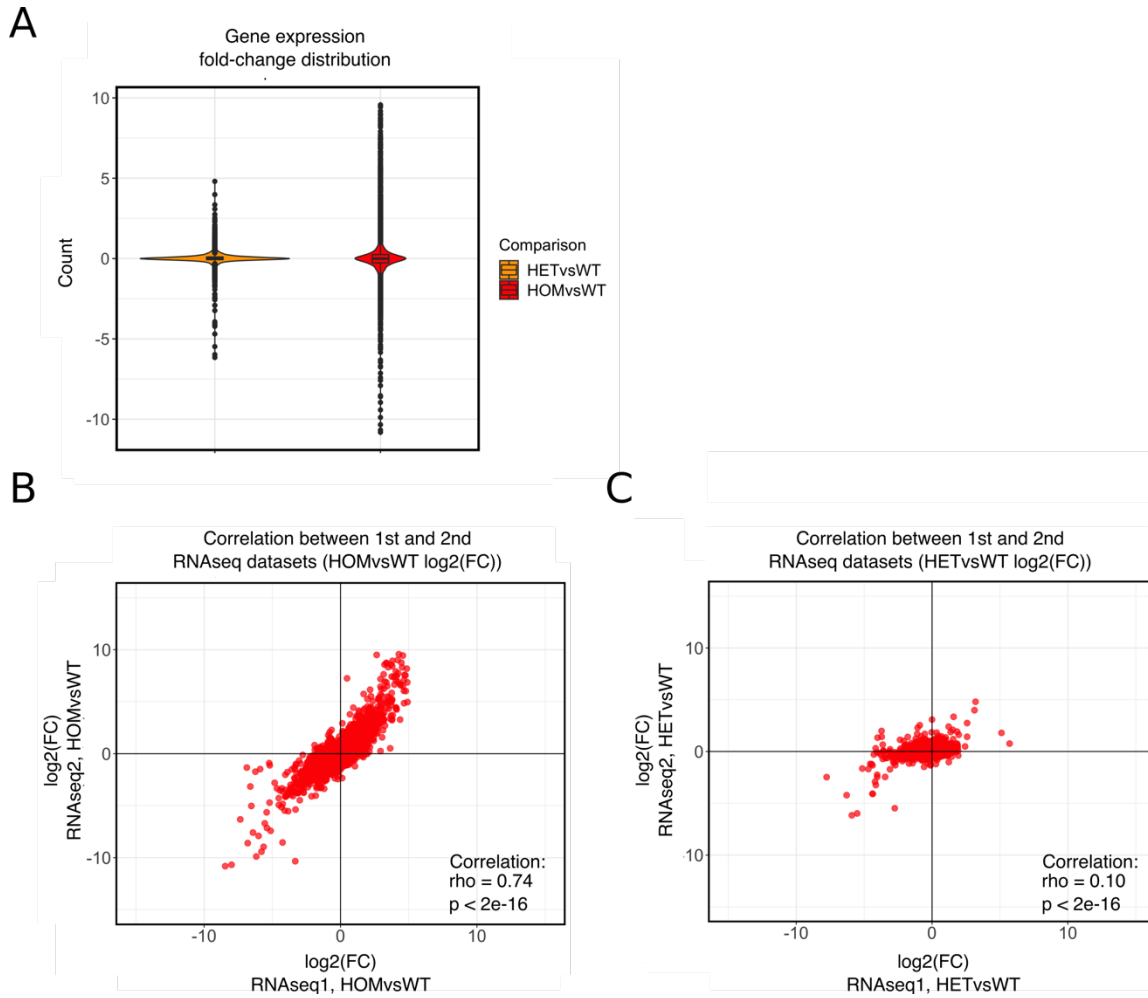 A
Gene expression
fold-change distribution
10
5
0
-5
-10
Count
Comparison
HETvsWT
HOMvsWT
B
Correlation between 1st and 2nd
RNAseq datasets (HOMvsWT log2(FC))
10
0
-10
log2(FC)
RNAseq2, HOMvsWT
Correlation:
rho = 0.74
p < 2e-16
-10
0
10
log2(FC)
RNAseq1, HOMvsWT
C
Correlation between 1st and 2nd
RNAseq datasets (HETvsWT log2(FC))
10
0
-10
log2(FC)
RNAseq2, HETvsWT
Correlation:
rho = 0.10
p < 2e-16
-10
0
10
log2(FC)
RNAseq1, HETvsWT